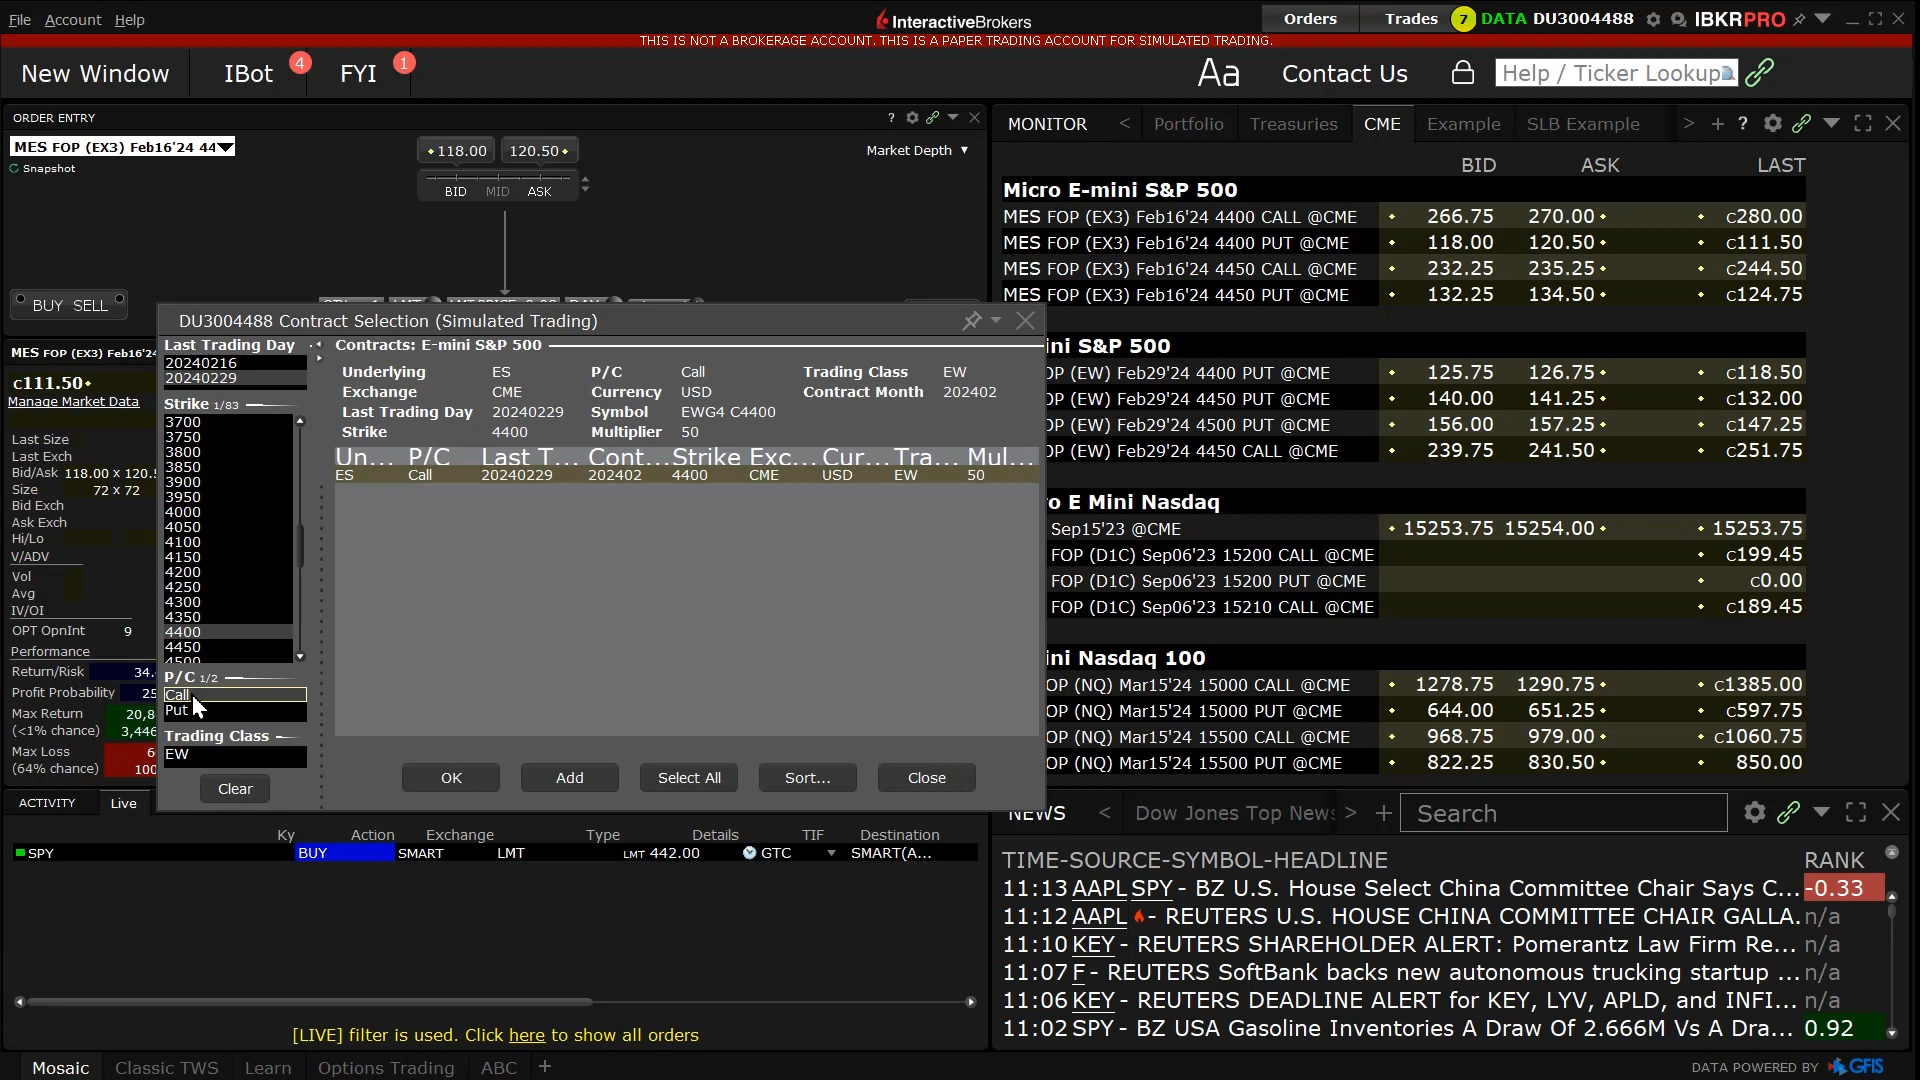 File Account Help
InteractiveBrokers
Orders Trades 7 DATA DU3004488 IBKRPRO
THIS IS NOT A BROKERAGE ACCOUNT. THIS IS A PAPER TRADING ACCOUNT FOR SIMULATED TRADING.
New Window IBot 4 FYI 1
Aa Contact Us Help / Ticker Lookup
ORDER ENTRY
MES FOP (EX3) Feb16'24 44
Snapshot
118.00 120.50
BID MID ASK
Market Depth
BUY SELL
MES FOP (EX3) Feb16'24
C111.50
Manage Market Data
Last Size
Last Exch
Bid/Ask 118.00 x 120.5
Size 72 x 72
Bid Exch
Ask Exch
Hi/Lo
V/ADV
Vol
Avg
IV/OI
OPT OpnInt 9
Performance
Return/Risk 34.
Profit Probability 25
Max Return 20,8
(<1% chance) 3,446
Max Loss 6
(64% chance) 100
DU3004488 Contract Selection (Simulated Trading)
Last Trading Day
20240216
20240229
Strike 1/83
3700
3750
3800
3850
3900
3950
4000
4050
4100
4150
4200
4250
4300
4350
4400
4450
4500
P/C 1/2
Call
Put
Trading Class
EW
Clear
Contracts: E-mini S&P 500
Underlying ES P/C Call Trading Class EW
Exchange CME Currency USD Contract Month 202402
Last Trading Day 20240229 Symbol EWG4 C4400
Strike 4400 Multiplier 50
Un... P/C Last T... Cont... Strike Exc... Cur... Tra... Mul...
ES Call 20240229 202402 4400 CME USD EW 50
OK Add Select All Sort... Close
MONITOR < Portfolio Treasuries CME Example SLB Example > + ?
BID ASK LAST
Micro E-mini S&P 500
MES FOP (EX3) Feb16'24 4400 CALL @CME 266.75 270.00 C280.00
MES FOP (EX3) Feb16'24 4400 PUT @CME 118.00 120.50 C111.50
MES FOP (EX3) Feb16'24 4450 CALL @CME 232.25 235.25 C244.50
MES FOP (EX3) Feb16'24 4450 PUT @CME 132.25 134.50 C124.75
ini S&P 500
OP (EW) Feb29'24 4400 PUT @CME 125.75 126.75 C118.50
OP (EW) Feb29'24 4450 PUT @CME 140.00 141.25 C132.00
OP (EW) Feb29'24 4500 PUT @CME 156.00 157.25 C147.25
OP (EW) Feb29'24 4450 CALL @CME 239.75 241.50 C251.75
o E Mini Nasdaq
Sep15'23 @CME 15253.75 15254.00 15253.75
FOP (D1C) Sep06'23 15200 CALL @CME C199.45
FOP (D1C) Sep06'23 15200 PUT @CME C0.00
FOP (D1C) Sep06'23 15210 CALL @CME C189.45
ini Nasdaq 100
OP (NQ) Mar15'24 15000 CALL @CME 1278.75 1290.75 C1385.00
OP (NQ) Mar15'24 15000 PUT @CME 644.00 651.25 C597.75
OP (NQ) Mar15'24 15500 CALL @CME 968.75 979.00 C1060.75
OP (NQ) Mar15'24 15500 PUT @CME 822.25 830.50 850.00
ACTIVITY Live
Ky Action Exchange Type Details TIF Destination
SPY BUY SMART LMT LMT 442.00 GTC SMART(A...
[LIVE] filter is used. Click here to show all orders
NEWS < Dow Jones Top News > + Search
TIME-SOURCE-SYMBOL-HEADLINE RANK
11:13 AAPL SPY - BZ U.S. House Select China Committee Chair Says C... -0.33
11:12 AAPL - REUTERS U.S. HOUSE CHINA COMMITTEE CHAIR GALLA. n/a
11:10 KEY - REUTERS SHAREHOLDER ALERT: Pomerantz Law Firm Re... n/a
11:07 F - REUTERS SoftBank backs new autonomous trucking startup ... n/a
11:06 KEY - REUTERS DEADLINE ALERT for KEY, LYV, APLD, and INFI... n/a
11:02 SPY - BZ USA Gasoline Inventories A Draw Of 2.666M Vs A Dra... 0.92
Mosaic Classic TWS Learn Options Trading ABC +
DATA POWERED BY GFIS